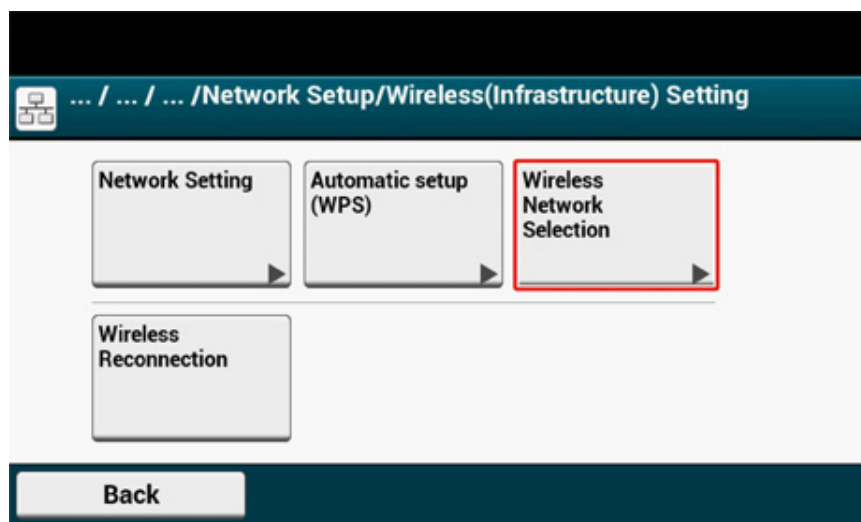 ... / ... / ... /Network Setup/Wireless(Infrastructure) Setting
Network Setting
Automatic setup
(WPS)
Wireless
Network
Selection
Wireless
Reconnection
Back